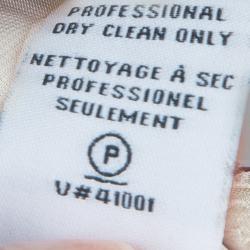 PROFESSIONAL
DRY CLEAN ONLY
NETTOYAGE À SEC
PROFESSIONEL
SEULEMENT
P
V#41001